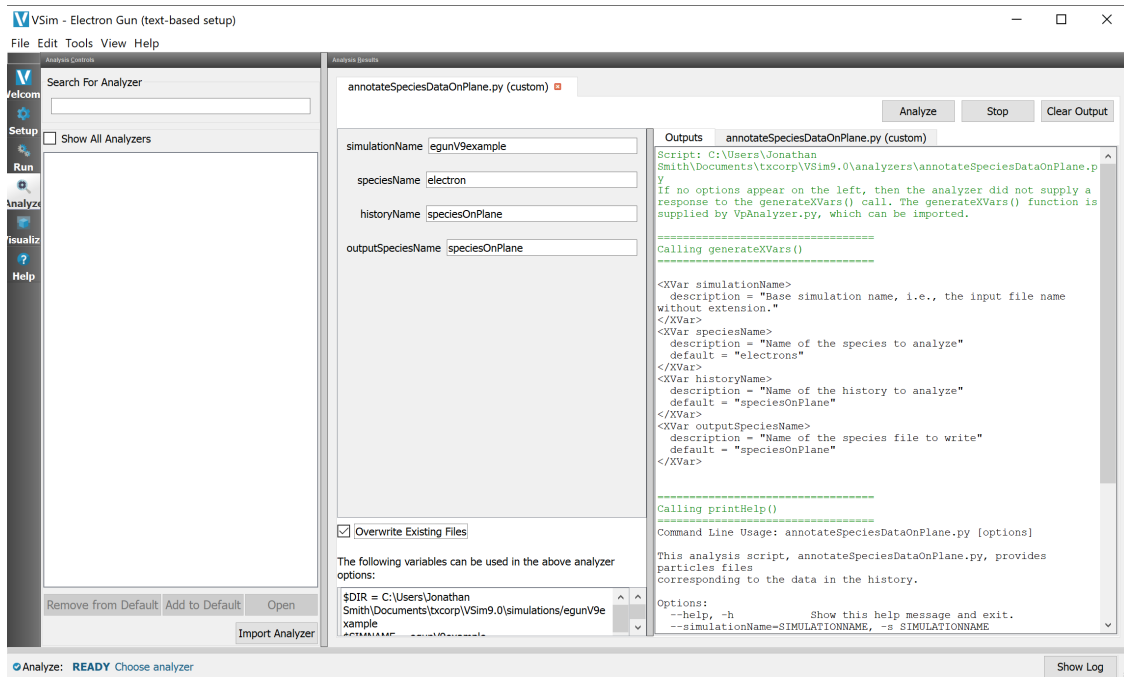 VSim - Electron Gun (text-based setup)
File Edit Tools View Help
Analysis Controls
Analysis Results
Welcom
Setup
Run
Analyze
isualiz
Help
Search For Analyzer
Show All Analyzers
Remove from Default
Add to Default
Open
Import Analyzer
annotateSpeciesDataOnPlane.py (custom)
Analyze
Stop
Clear Output
simulationName egunV9example
speciesName electron
historyName speciesOnPlane
outputSpeciesName speciesOnPlane
Overwrite Existing Files
The following variables can be used in the above analyzer
options:
$DIR = C:\Users\Jonathan
Smith\Documents\txcorp\VSim9.0\simulations/egunV9e
xample
$SIMNAME = egunV9example
Outputs
annotateSpeciesDataOnPlane.py (custom)
Script: C:\Users\Jonathan
Smith\Documents\txcorp\VSim9.0\analyzers\annotateSpeciesDataOnPlane.p
y
If no options appear on the left, then the analyzer did not supply a
response to the generateXVars() call. The generateXVars() function is
supplied by VpAnalyzer.py, which can be imported.
==================================
Calling generateXVars()
==================================
<XVar simulationName>
description = "Base simulation name, i.e., the input file name
without extension."
</XVar>
<XVar speciesName>
description = "Name of the species to analyze"
default = "electrons"
</XVar>
<XVar historyName>
description = "Name of the history to analyze"
default = "speciesOnPlane"
</XVar>
<XVar outputSpeciesName>
description = "Name of the species file to write"
default = "speciesOnPlane"
</XVar>
==================================
Calling printHelp()
==================================
Command Line Usage: annotateSpeciesDataOnPlane.py [options]
This analysis script, annotateSpeciesDataOnPlane.py, provides
particles files
corresponding to the data in the history.
Options:
--help, -h Show this help message and exit.
--simulationName=SIMULATIONNAME, -s SIMULATIONNAME
Analyze: READY Choose analyzer
Show Log